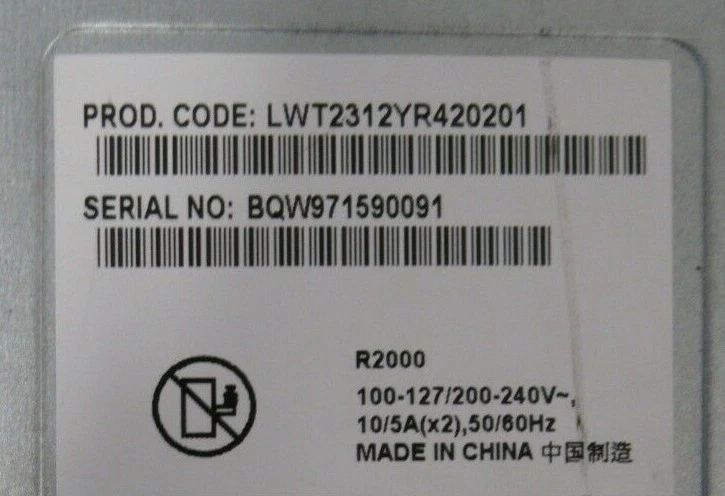 PROD. CODE: LWT2312YR420201
SERIAL NO: BQW971590091
R2000
100-127/200-240V~,
10/5A(x2),50/60Hz
MADE IN CHINA 中国制造